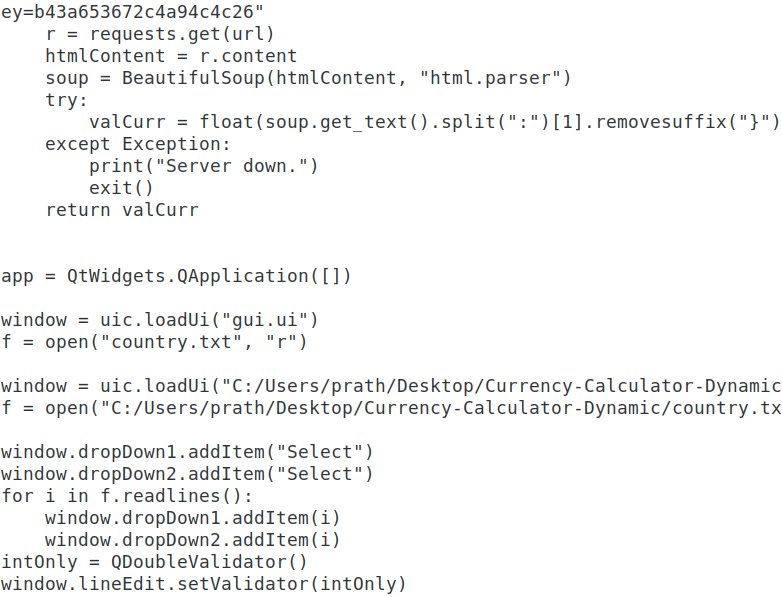 ey=b43a653672c4a94c4c26"
    r = requests.get(url)
    htmlContent = r.content
    soup = BeautifulSoup(htmlContent, "html.parser")
    try:
        valCurr = float(soup.get_text().split(":")[1].removesuffix("}")
    except Exception:
        print("Server down.")
        exit()
    return valCurr


app = QtWidgets.QApplication([])

window = uic.loadUi("gui.ui")
f = open("country.txt", "r")

window = uic.loadUi("C:/Users/prath/Desktop/Currency-Calculator-Dynamic
f = open("C:/Users/prath/Desktop/Currency-Calculator-Dynamic/country.tx

window.dropDown1.addItem("Select")
window.dropDown2.addItem("Select")
for i in f.readlines():
    window.dropDown1.addItem(i)
    window.dropDown2.addItem(i)
intOnly = QDoubleValidator()
window.lineEdit.setValidator(intOnly)